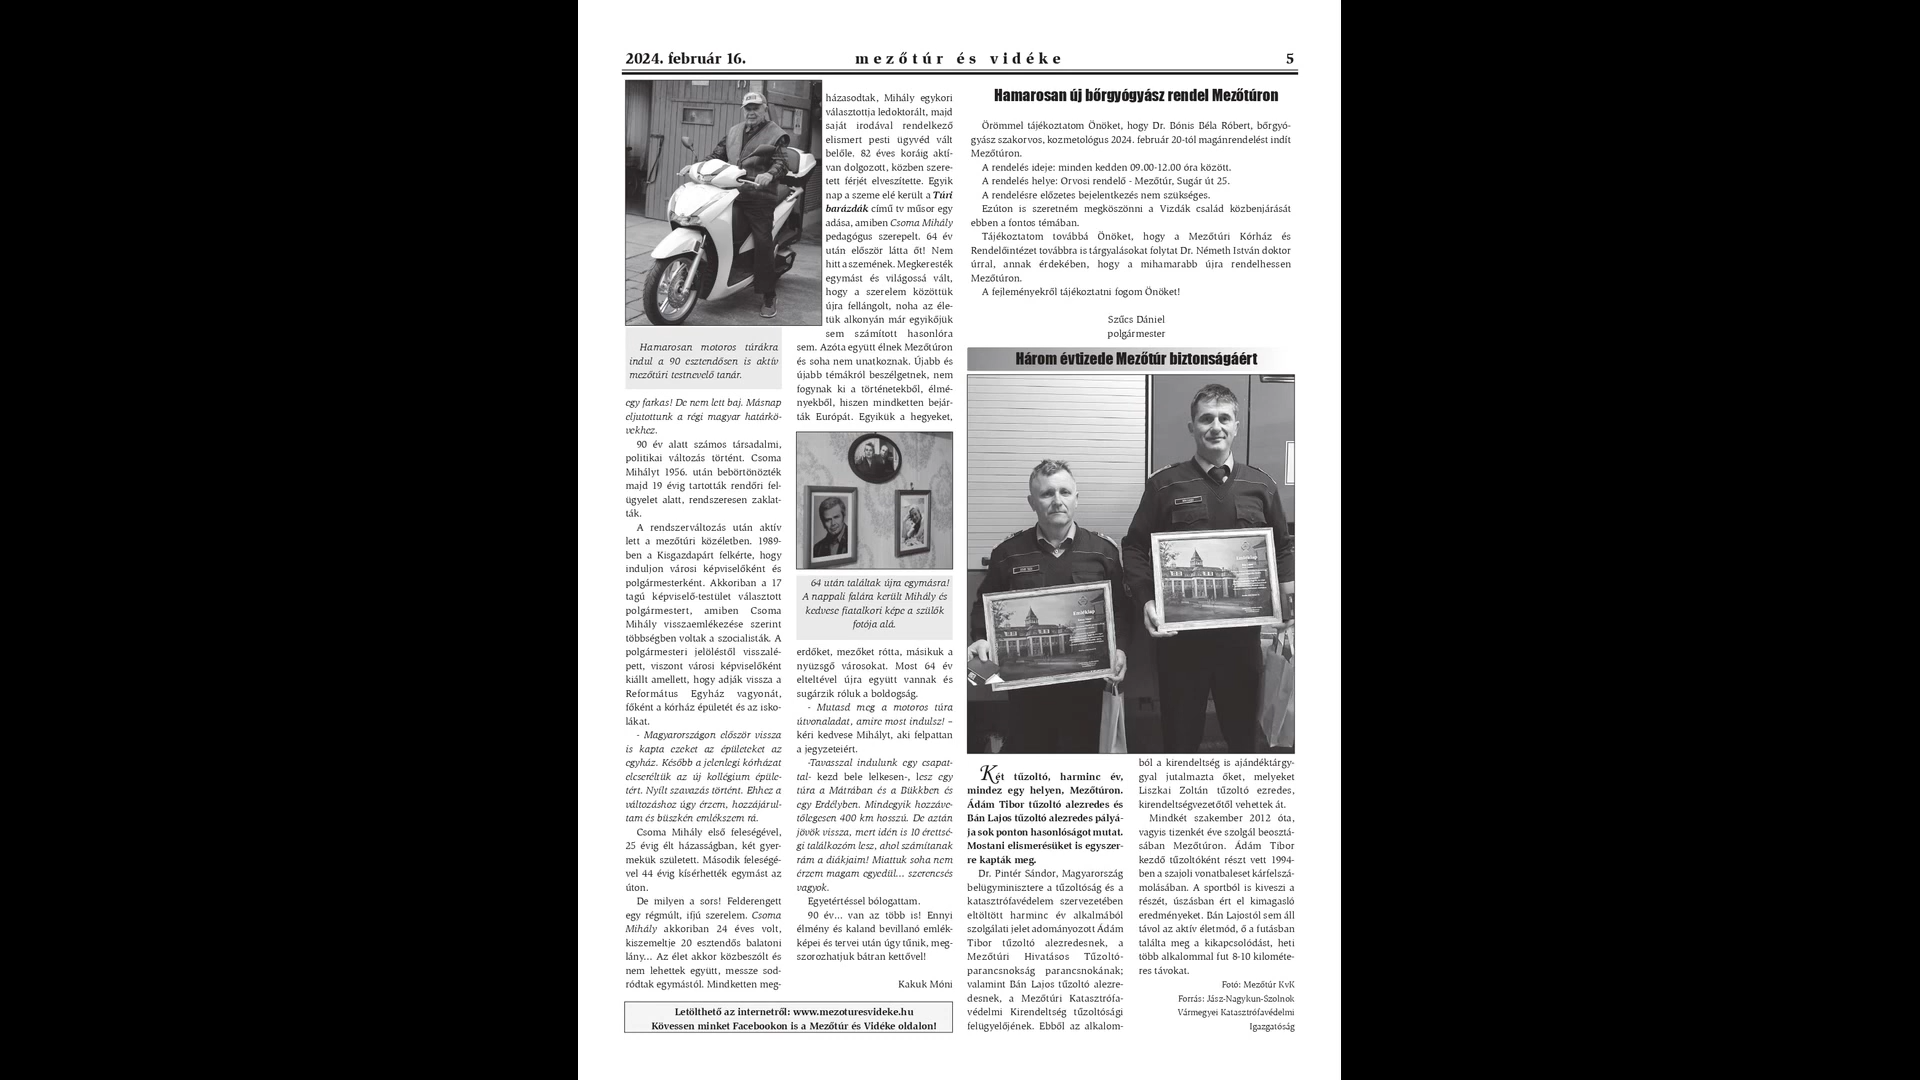 2024. február 16.
mezőtúr és vidéke
5
Hamarosan motoros túrákra
indul a 90 esztendősen is aktív
mezőtúri testnevelő tanár.
egy farkas! De nem lett baj. Másnap
eljutottunk a régi magyar határkö-
vekhez.
90 év alatt számos társadalmi,
politikai változás történt. Csoma
Mihályt 1956. után bebörtönözték
majd 19 évig tartották rendőri fel-
ügyelet alatt, rendszeresen zaklat-
ták.
A rendszerváltozás után aktív
lett a mezőtúri közéletben. 1989-
ben a Kisgazdapárt felkérte, hogy
induljon városi képviselőként és
polgármesterként. Akkoriban a 17
tagú képviselő-testület választott
polgármestert, amiben Csoma
Mihály visszaemlékezése szerint
többségben voltak a szocialisták. A
polgármesteri jelöléstől visszalé-
pett, viszont városi képviselőként
kiállt amellett, hogy adják vissza a
Református Egyház vagyonát,
főként a kórház épületét és az isko-
lákat.
- Magyarországon először vissza
is kapta ezeket az épületeket az
egyház. Később a jelenlegi kórházat
elcseréltük az új kollégium épüle-
tért. Nyílt szavazás történt. Ehhez a
változáshoz úgy érzem, hozzájárul-
tam és büszkén emlékszem rá.
Csoma Mihály első feleségével,
25 évig élt házasságban, két gyer-
mekük született. Második feleségé-
vel 44 évig kísérhették egymást az
úton.
De milyen a sors! Felderengett
egy régmúlt, ifjú szerelem. Csoma
Mihály akkoriban 24 éves volt,
kiszemeltje 20 esztendős balatoni
lány... Az élet akkor közbeszólt és
nem lehettek együtt, messze sod-
ródtak egymástól. Mindketten meg-
házasodtak, Mihály egykori
választottja ledoktorált, majd
saját irodával rendelkező
elismert pesti ügyvéd vált
belőle. 82 éves koráig aktí-
van dolgozott, közben szere-
tett férjét elveszítette. Egyik
nap a szeme elé került a Túri
barázdák című tv műsor egy
adása, amiben Csoma Mihály
pedagógus szerepelt. 64 év
után először látta őt! Nem
hitt a szemének. Megkeresték
egymást és világossá vált,
hogy a szerelem közöttük
újra fellángolt, noha az éle-
tük alkonyán már egyikőjük
sem számított hasonlóra
sem. Azóta együtt élnek Mezőtúron
és soha nem unatkoznak. Újabb és
újabb témákról beszélgetnek, nem
fogynak ki a történetekből, élmé-
nyekből, hiszen mindketten bejár-
ták Európát. Egyikük a hegyeket,
64 után találtak újra egymásra!
A nappali falára került Mihály és
kedvese fiatalkori képe a szülők
fotója alá.
erdőket, mezőket rótta, másikuk a
nyüzsgő városokat. Most 64 év
elteltével újra együtt vannak és
sugárzik róluk a boldogság.
- Mutasd meg a motoros túra
útvonaladat, amire most indulsz! –
kéri kedvese Mihályt, aki felpattan
a jegyzeteiért.
-Tavasszal indulunk egy csapat-
tal- kezd bele lelkesen-, lesz egy
túra a Mátrában és a Bükkben és
egy Erdélyben. Mindegyik hozzáve-
tőlegesen 400 km hosszú. De aztán
jövök vissza, mert idén is 10 érettsé-
gi találkozóm lesz, ahol számítanak
rám a diákjaim! Miattuk soha nem
érzem magam egyedül... szerencsés
vagyok.
Egyetértéssel bólogattam.
90 év... van az több is! Ennyi
élmény és kaland bevillanó emlék-
képei és tervei után úgy tűnik, meg-
szorozhatjuk bátran kettővel!
Kakuk Móni
Letölthető az internetről: www.mezoturesvideke.hu
Kövessen minket Facebookon is a Mezőtúr és Vidéke oldalon!
Hamarosan új bőrgyógyász rendel Mezőtúron
Örömmel tájékoztatom Önöket, hogy Dr. Bónis Béla Róbert, bőrgyó-
gyász szakorvos, kozmetológus 2024. február 20-tól magánrendelést indít
Mezőtúron.
A rendelés ideje: minden kedden 09.00-12.00 óra között.
A rendelés helye: Orvosi rendelő - Mezőtúr, Sugár út 25.
A rendelésre előzetes bejelentkezés nem szükséges.
Ezúton is szeretném megköszönni a Vizdák család közbenjárását
ebben a fontos témában.
Tájékoztatom továbbá Önöket, hogy a Mezőtúri Kórház és
Rendelőintézet továbbra is tárgyalásokat folytat Dr. Németh István doktor
úrral, annak érdekében, hogy a mihamarabb újra rendelhessen
Mezőtúron.
A fejleményekről tájékoztatni fogom Önöket!
Szűcs Dániel
polgármester
Három évtizede Mezőtúr biztonságáért
Emléklap
Emléklap
Két tűzoltó, harminc év,
mindez egy helyen, Mezőtúron.
Ádám Tibor tűzoltó alezredes és
Bán Lajos tűzoltó alezredes pályá-
ja sok ponton hasonlóságot mutat.
Mostani elismerésüket is egyszer-
re kapták meg.
Dr. Pintér Sándor, Magyarország
belügyminisztere a tűzoltóság és a
katasztrófavédelem szervezetében
eltöltött harminc év alkalmából
szolgálati jelet adományozott Ádám
Tibor tűzoltó alezredesnek, a
Mezőtúri Hivatásos Tűzoltó-
parancsnokság parancsnokának;
valamint Bán Lajos tűzoltó alezre-
desnek, a Mezőtúri Katasztrófa-
védelmi Kirendeltség tűzoltósági
felügyelőjének. Ebből az alkalom-
ból a kirendeltség is ajándéktárgy-
gyal jutalmazta őket, melyeket
Liszkai Zoltán tűzoltó ezredes,
kirendeltségvezetőtől vehettek át.
Mindkét szakember 2012 óta,
vagyis tizenkét éve szolgál beosztá-
sában Mezőtúron. Ádám Tibor
kezdő tűzoltóként részt vett 1994-
ben a szajoli vonatbaleset kárfelszá-
molásában. A sportból is kiveszi a
részét, úszásban ért el kimagasló
eredményeket. Bán Lajostól sem áll
távol az aktív életmód, ő a futásban
találta meg a kikapcsolódást, heti
több alkalommal fut 8-10 kilométe-
res távokat.
Fotó: Mezőtúr KvK
Forrás: Jász-Nagykun-Szolnok
Vármegyei Katasztrófavédelmi
Igazgatóság